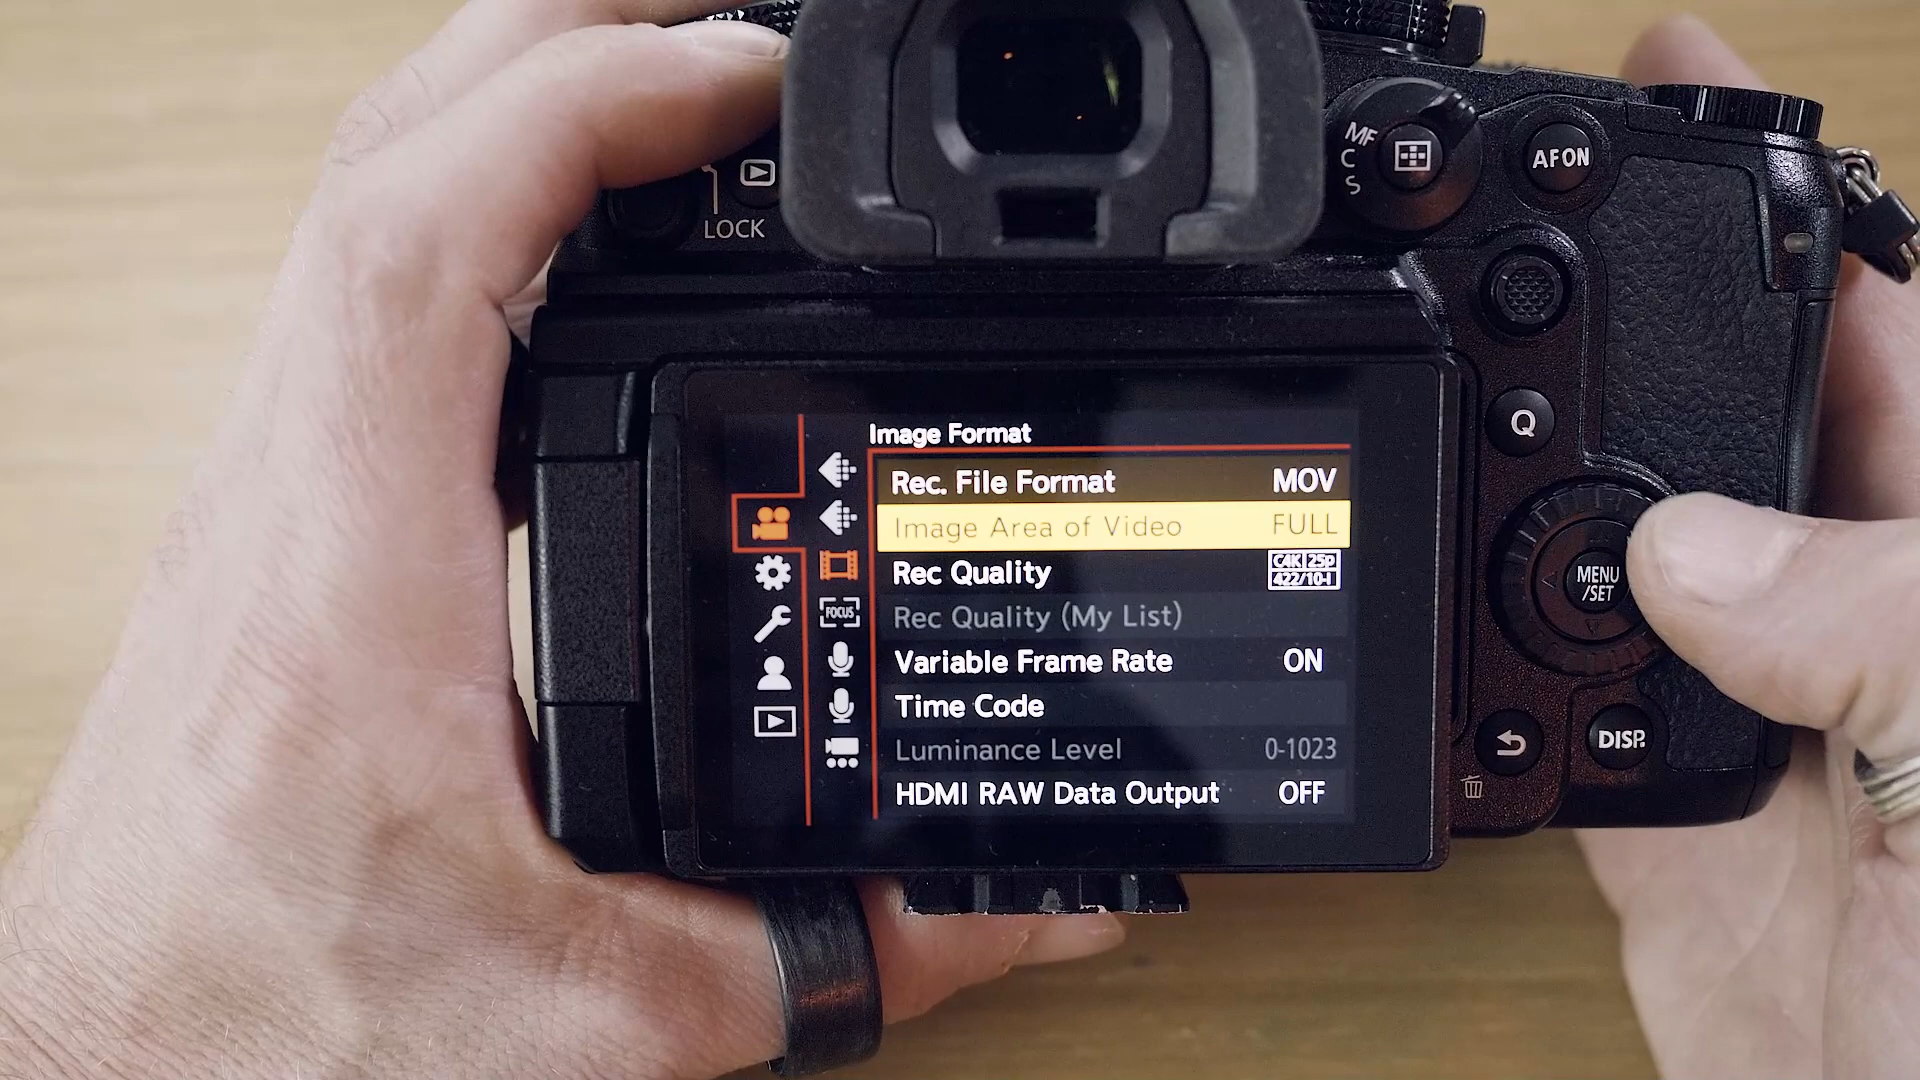 MF
C
S
AF ON
LOCK
Q
Image Format
Rec. File Format MOV
Image Area of Video FULL
Rec Quality C4K 25p 422/10-I
FOCUS
Rec Quality (My List)
Variable Frame Rate ON
Time Code
Luminance Level 0-1023
HDMI RAW Data Output OFF
MENU
/SET
DISP.